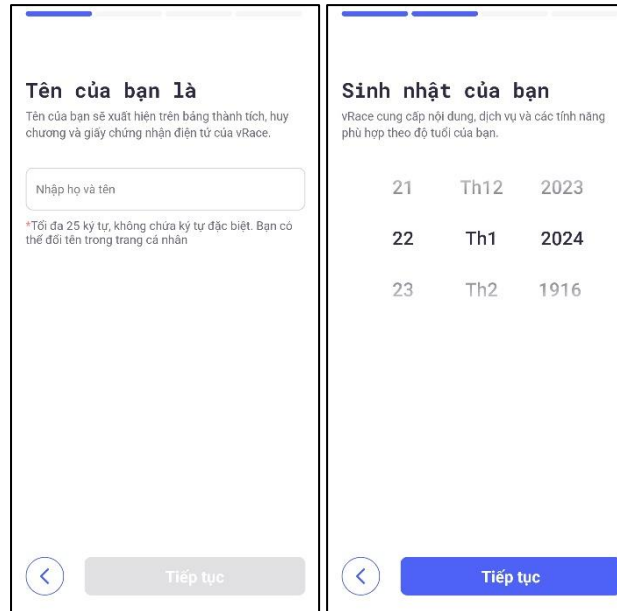 Tên của bạn là
Tên của bạn sẽ xuất hiện trên bảng thành tích, huy
chương và giấy chứng nhận điện tử của vRace.
Nhập họ và tên
*Tối đa 25 ký tự, không chứa ký tự đặc biệt. Bạn có
thể đổi tên trong trang cá nhân
Tiếp tục
Sinh nhật của bạn
vRace cung cấp nội dung, dịch vụ và các tính năng
phù hợp theo độ tuổi của bạn.
21 Th12 2023
22 Th1 2024
23 Th2 1916
Tiếp tục